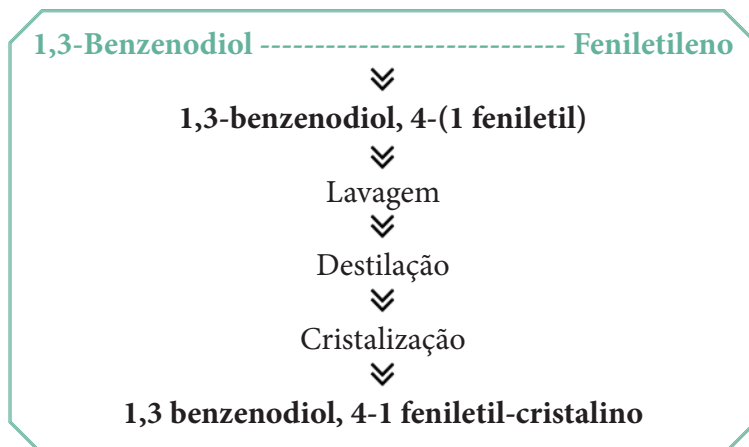 1,3-Benzenodiol ---------------------------- Feniletileno
1,3-benzenodiol, 4-(1 feniletil)
Lavagem
Destilação
Cristalização
1,3 benzenodiol, 4-1 feniletil-cristalino